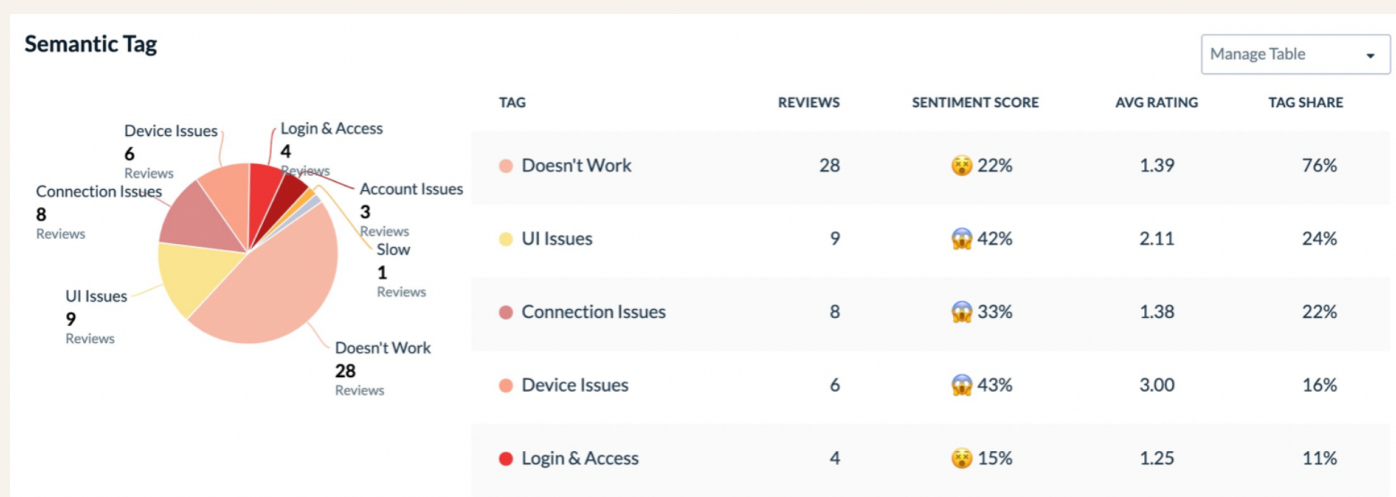 Semantic Tag
Manage Table
Device Issues
6
Reviews
Login & Access
4
Reviews
Connection Issues
8
Reviews
Account Issues
3
Reviews
Slow
1
Reviews
UI Issues
9
Reviews
Doesn't Work
28
Reviews
TAG REVIEWS SENTIMENT SCORE AVG RATING TAG SHARE
Doesn't Work 28 😵 22% 1.39 76%
UI Issues 9 😱 42% 2.11 24%
Connection Issues 8 😱 33% 1.38 22%
Device Issues 6 😱 43% 3.00 16%
Login & Access 4 😵 15% 1.25 11%